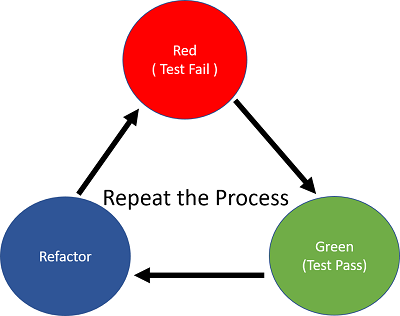 Red
( Test Fail )
Repeat the Process
Green
(Test Pass)
Refactor